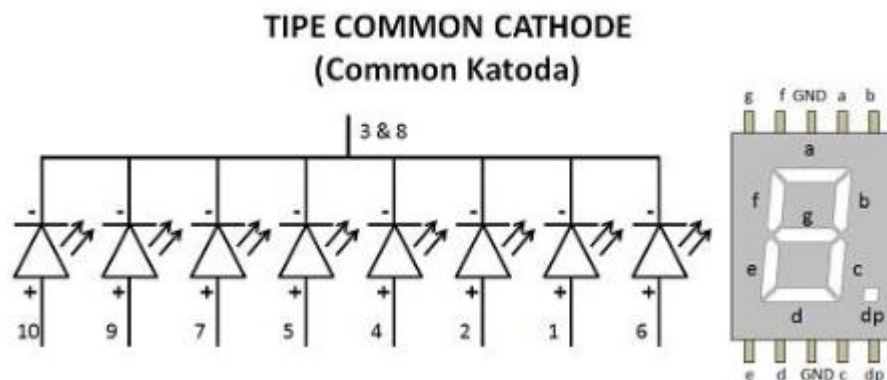 TIPE COMMON CATHODE
(Common Katoda)
3 & 8
- - - - - - - -
+ + + + + + + +
10 9 7 5 4 2 1 6
g f GND a b
a
f b
g
e c
d dp
e d GND c dp